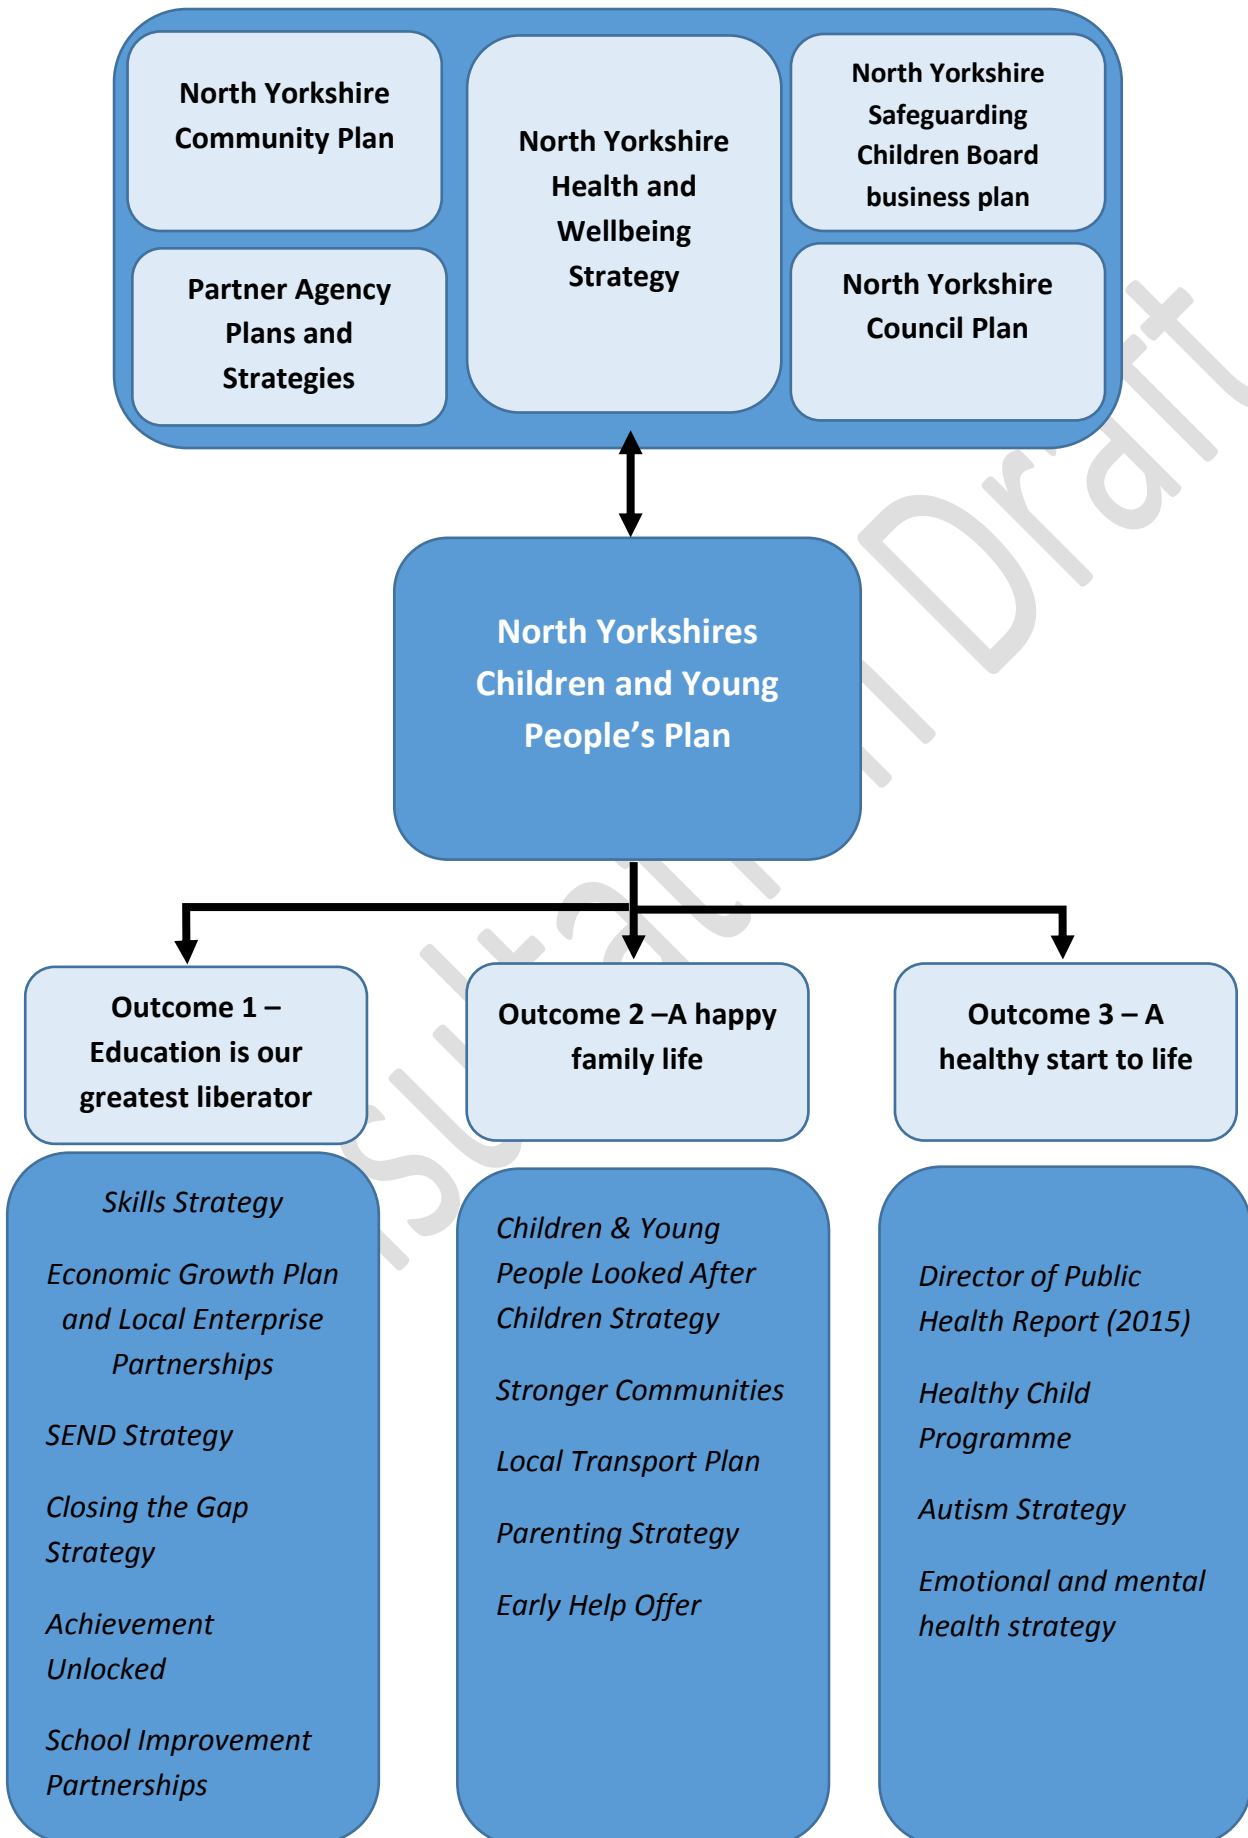 North Yorkshire
Community Plan
Partner Agency
Plans and
Strategies
North Yorkshire
Health and
Wellbeing
Strategy
North Yorkshire
Safeguarding
Children Board
business plan
North Yorkshire
Council Plan
North Yorkshires
Children and Young
People’s Plan
Outcome 1 –
Education is our
greatest liberator
Outcome 2 –A happy
family life
Outcome 3 – A
healthy start to life
Skills Strategy
Economic Growth Plan
and Local Enterprise
Partnerships
SEND Strategy
Closing the Gap
Strategy
Achievement
Unlocked
School Improvement
Partnerships
Children & Young
People Looked After
Children Strategy
Stronger Communities
Local Transport Plan
Parenting Strategy
Early Help Offer
Director of Public
Health Report (2015)
Healthy Child
Programme
Autism Strategy
Emotional and mental
health strategy
Draft